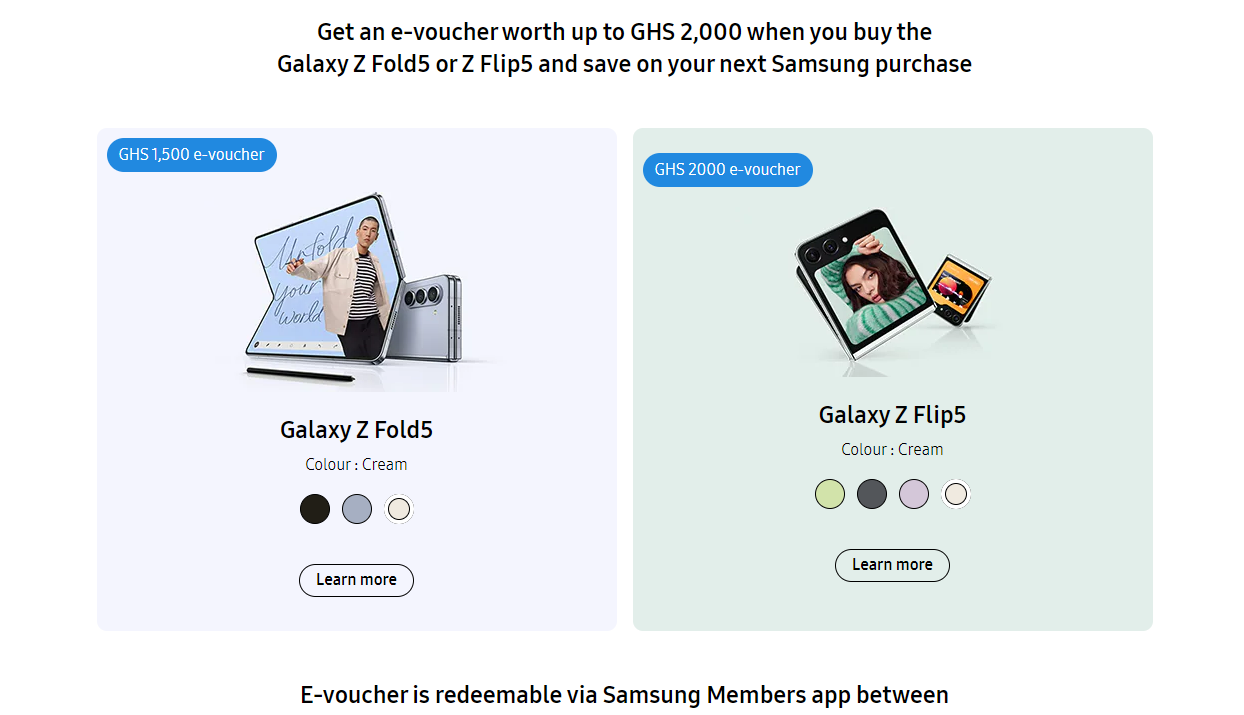 Get an e-voucher worth up to GHS 2,000 when you buy the
Galaxy Z Fold5 or Z Flip5 and save on your next Samsung purchase
GHS 1,500 e-voucher
Unfold
your
world
Galaxy Z Fold5
Colour : Cream
Learn more
GHS 2000 e-voucher
Galaxy Z Flip5
Colour : Cream
Learn more
E-voucher is redeemable via Samsung Members app between